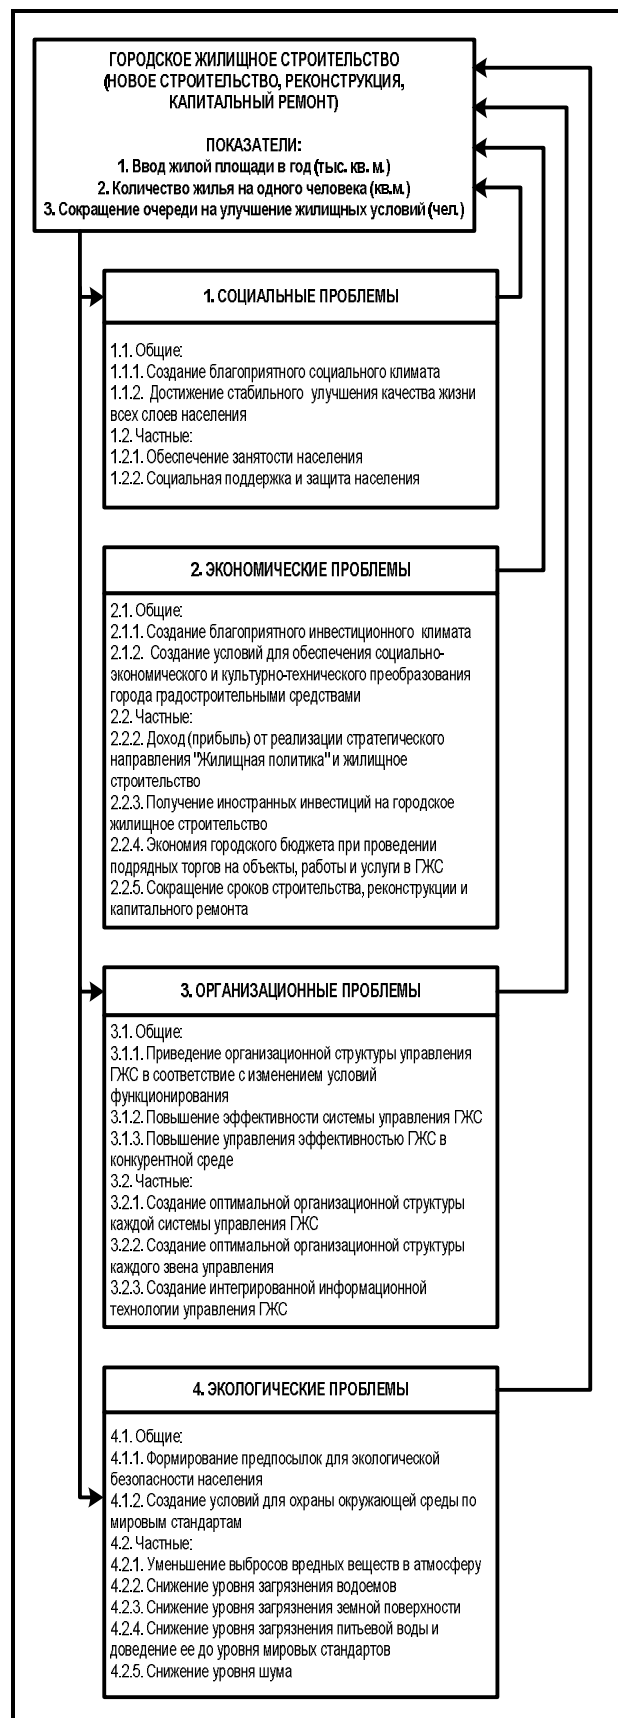 ГОРОДСКОЕ ЖИЛИЩНОЕ СТРОИТЕЛЬСТВО
(НОВОЕ СТРОИТЕЛЬСТВО, РЕКОНСТРУКЦИЯ,
КАПИТАЛЬНЫЙ РЕМОНТ)
ПОКАЗАТЕЛИ:
1. Ввод жилой площади в год (тыс. кв. м.)
2. Количество жилья на одного человека (кв.м.)
3. Сокращение очереди на улучшение жилищных условий (чел.)
1. СОЦИАЛЬНЫЕ ПРОБЛЕМЫ
1.1. Общие:
1.1.1. Создание благоприятного социального климата
1.1.2. Достижение стабильного улучшения качества жизни
всех слоев населения
1.2. Частные:
1.2.1. Обеспечение занятости населения
1.2.2. Социальная поддержка и защита населения
2. ЭКОНОМИЧЕСКИЕ ПРОБЛЕМЫ
2.1. Общие:
2.1.1. Создание благоприятного инвестиционного климата
2.1.2. Создание условий для обеспечения социально-
экономического и культурно-технического преобразования
города градостроительными средствами
2.2. Частные:
2.2.2. Доход (прибыль) от реализации стратегического
направления "Жилищная политика" и жилищное
строительство
2.2.3. Получение иностранных инвестиций на городское
жилищное строительство
2.2.4. Экономия городского бюджета при проведении
подрядных торгов на объекты, работы и услуги в ГЖС
2.2.5. Сокращение сроков строительства, реконструкции и
капитального ремонта
3. ОРГАНИЗАЦИОННЫЕ ПРОБЛЕМЫ
3.1. Общие:
3.1.1. Приведение организационной структуры управления
ГЖС в соответствие с изменением условий
функционирования
3.1.2. Повышение эффективности системы управления ГЖС
3.1.3. Повышение управления эффективностью ГЖС в
конкурентной среде
3.2. Частные:
3.2.1. Создание оптимальной организационной структуры
каждой системы управления ГЖС
3.2.2. Создание оптимальной организационной структуры
каждого звена управления
3.2.3. Создание интегрированной информационной
технологии управления ГЖС
4. ЭКОЛОГИЧЕСКИЕ ПРОБЛЕМЫ
4.1. Общие:
4.1.1. Формирование предпосылок для экологической
безопасности населения
4.1.2. Создание условий для охраны окружающей среды по
мировым стандартам
4.2. Частные:
4.2.1. Уменьшение выбросов вредных веществ в атмосферу
4.2.2. Снижение уровня загрязнения водоемов
4.2.3. Снижение уровня загрязнения земной поверхности
4.2.4. Снижение уровня загрязнения питьевой воды и
доведение ее до уровня мировых стандартов
4.2.5. Снижение уровня шума